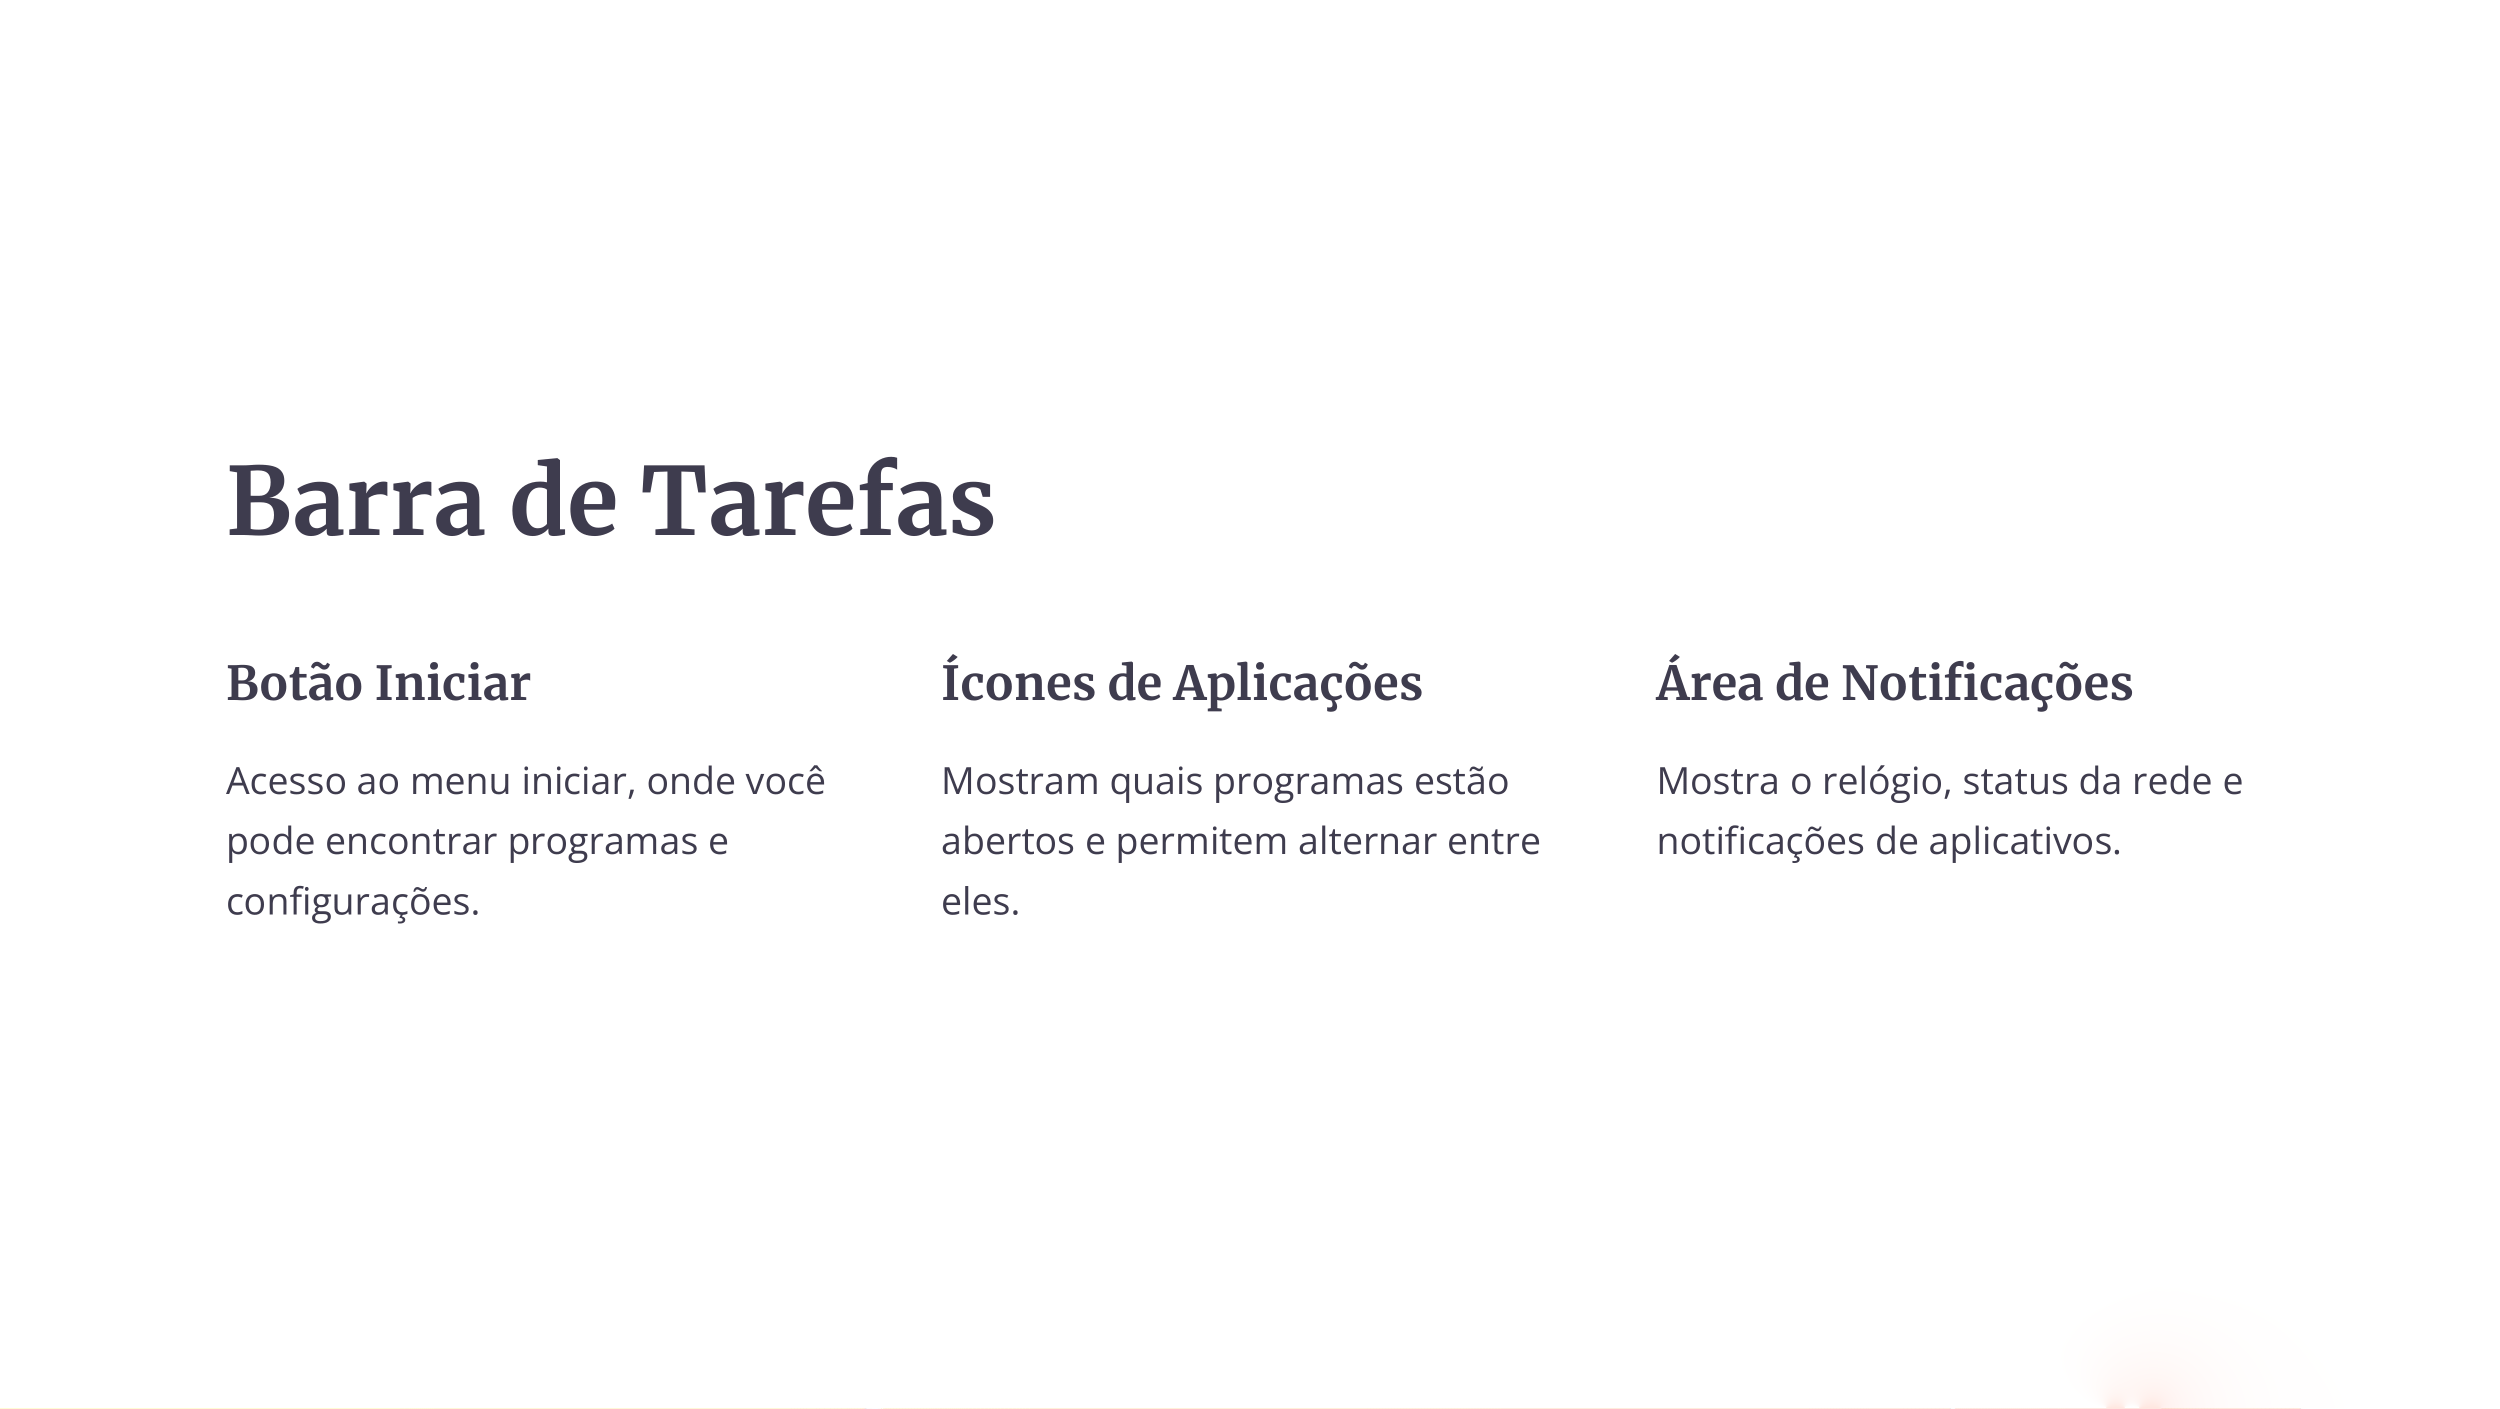 Barra de Tarefas
Botão Iniciar
Acesso ao menu iniciar, onde você
pode encontrar programas e
configurações.
Ícones de Aplicações
Mostram quais programas estão
abertos e permitem alternar entre
eles.
Área de Notificações
Mostra o relógio, status da rede e
notificações de aplicativos.